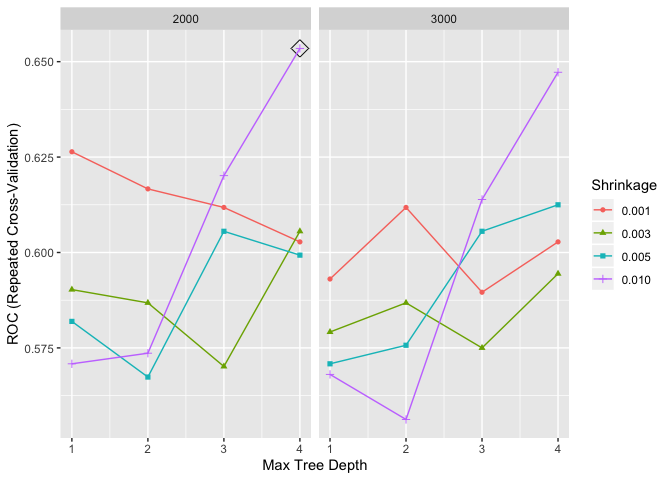 2000 3000
ROC (Repeated Cross-Validation)
0.650
0.625
0.600
0.575
1 2 3 4 1 2 3 4
Max Tree Depth
Shrinkage
0.001
0.003
0.005
0.010